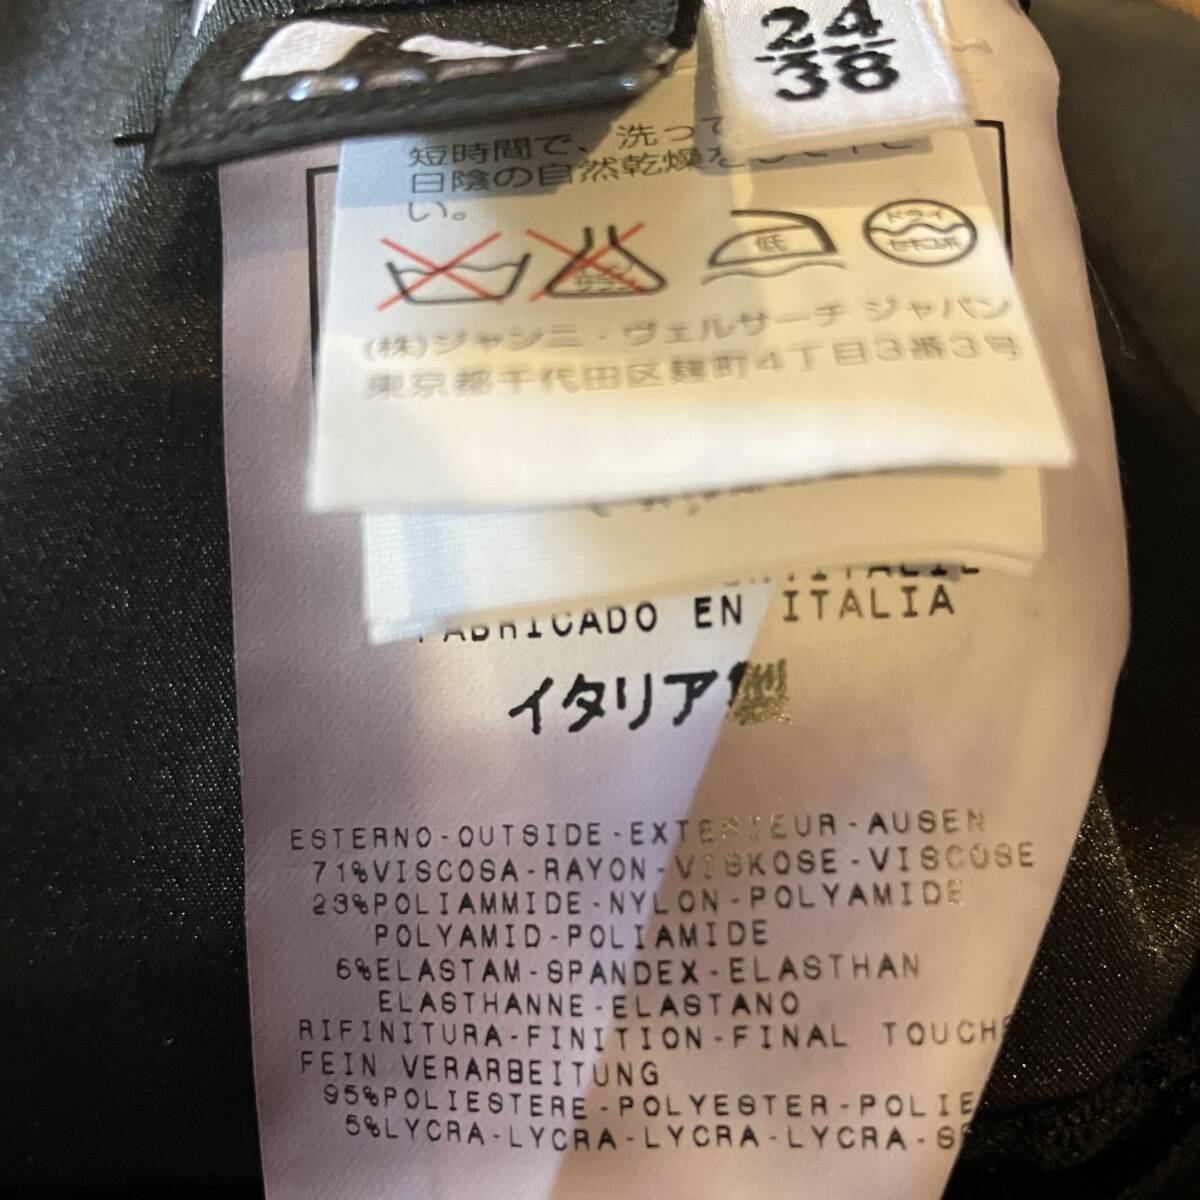 24
38
短時間で、洗って
日陰の自然乾燥を
い。
低
ドライ
セキユ系
(株)ジャンニ・ヴェルサーチ ジャパン
東京都千代田区麹町4丁目3番3号
FABRICADO EN ITALIA
イタリア製
ESTERNO-OUTSIDE-EXTERIEUR-AUSEN
71%VISCOSA-RAYON-VISKOSE-VISCOSE
23%POLIAMMIDE-NYLON-POLYAMIDE
POLYAMID-POLIAMIDE
6%ELASTAM-SPANDEX-ELASTHAN
ELASTHANNE-ELASTANO
RIFINITURA-FINITION-FINAL TOUCHE
FEIN VERARBEITUNG
95%POLIESTERE-POLYESTER-POLIE
5%LYCRA-LYCRA-LYCRA-LYCRA-SP